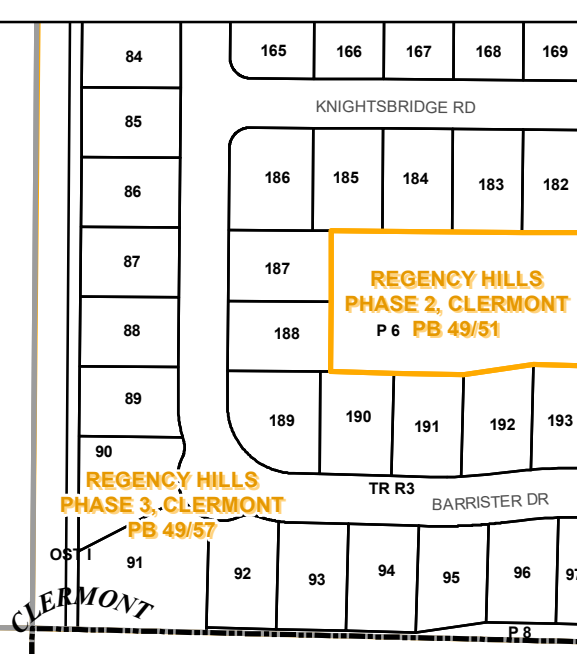 84
165 166 167 168 169
KNIGHTSBRIDGE RD
85
186 185 184 183 182
86
87
187
REGENCY HILLS
PHASE 2, CLERMONT
P 6 PB 49/51
88
188
89
189 190 191 192 193
90
REGENCY HILLS
PHASE 3, CLERMONT
PB 49/57
TR R3
BARRISTER DR
OST I
91
92 93 94 95 96 97
CLERMONT
P 8